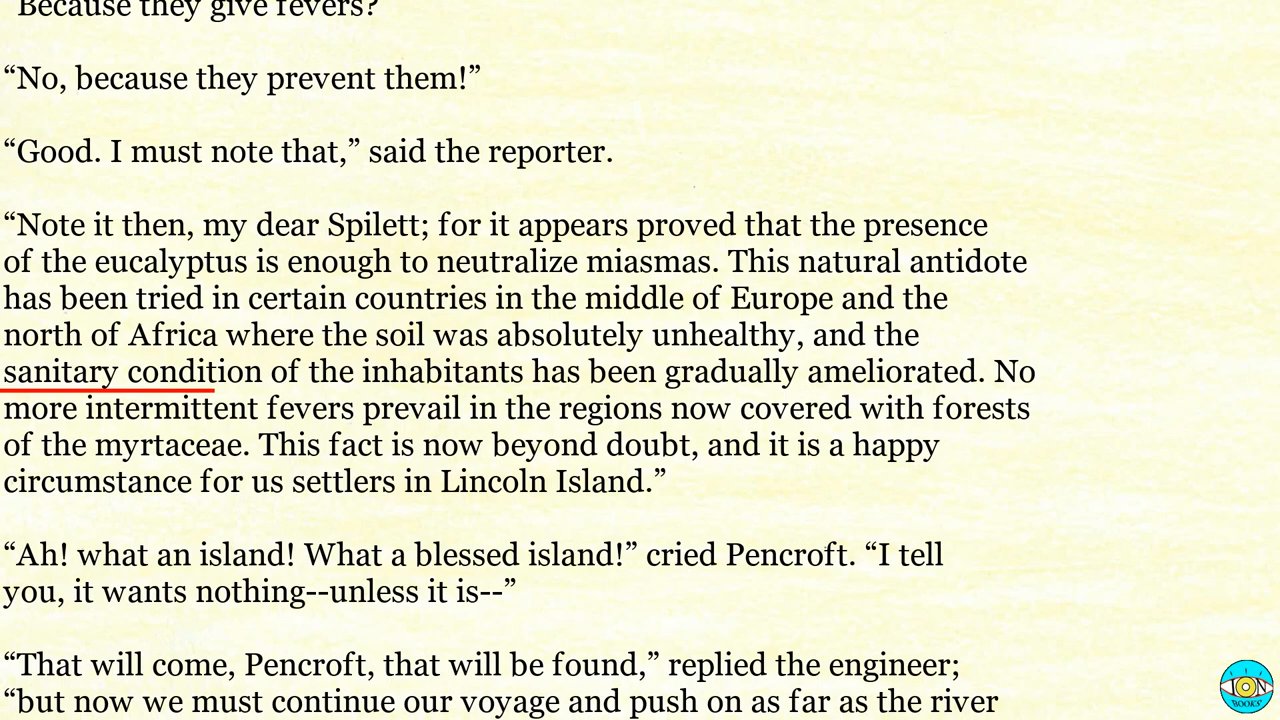 “Because they give fevers?”
“No, because they prevent them!”
“Good. I must note that,” said the reporter.
“Note it then, my dear Spilett; for it appears proved that the presence
of the eucalyptus is enough to neutralize miasmas. This natural antidote
has been tried in certain countries in the middle of Europe and the
north of Africa where the soil was absolutely unhealthy, and the
sanitary condition of the inhabitants has been gradually ameliorated. No
more intermittent fevers prevail in the regions now covered with forests
of the myrtaceae. This fact is now beyond doubt, and it is a happy
circumstance for us settlers in Lincoln Island.”
“Ah! what an island! What a blessed island!” cried Pencroft. “I tell
you, it wants nothing--unless it is--”
“That will come, Pencroft, that will be found,” replied the engineer;
“but now we must continue our voyage and push on as far as the river
ION
BOOKS